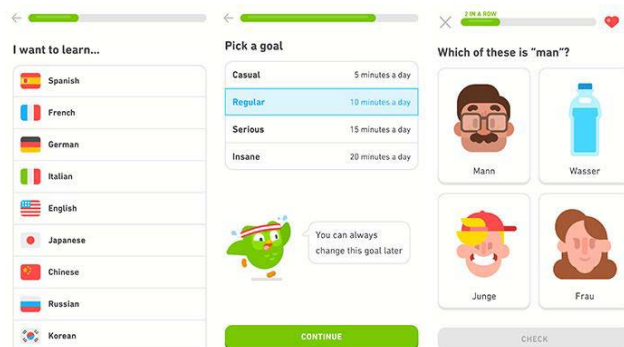 I want to learn...
Spanish
French
German
Italian
English
Japanese
Chinese
Russian
Korean
Pick a goal
Casual 5 minutes a day
Regular 10 minutes a day
Serious 15 minutes a day
Insane 20 minutes a day
You can always
change this goal later
CONTINUE
2 IN A ROW
Which of these is "man"?
Mann
Wasser
Junge
Frau
CHECK